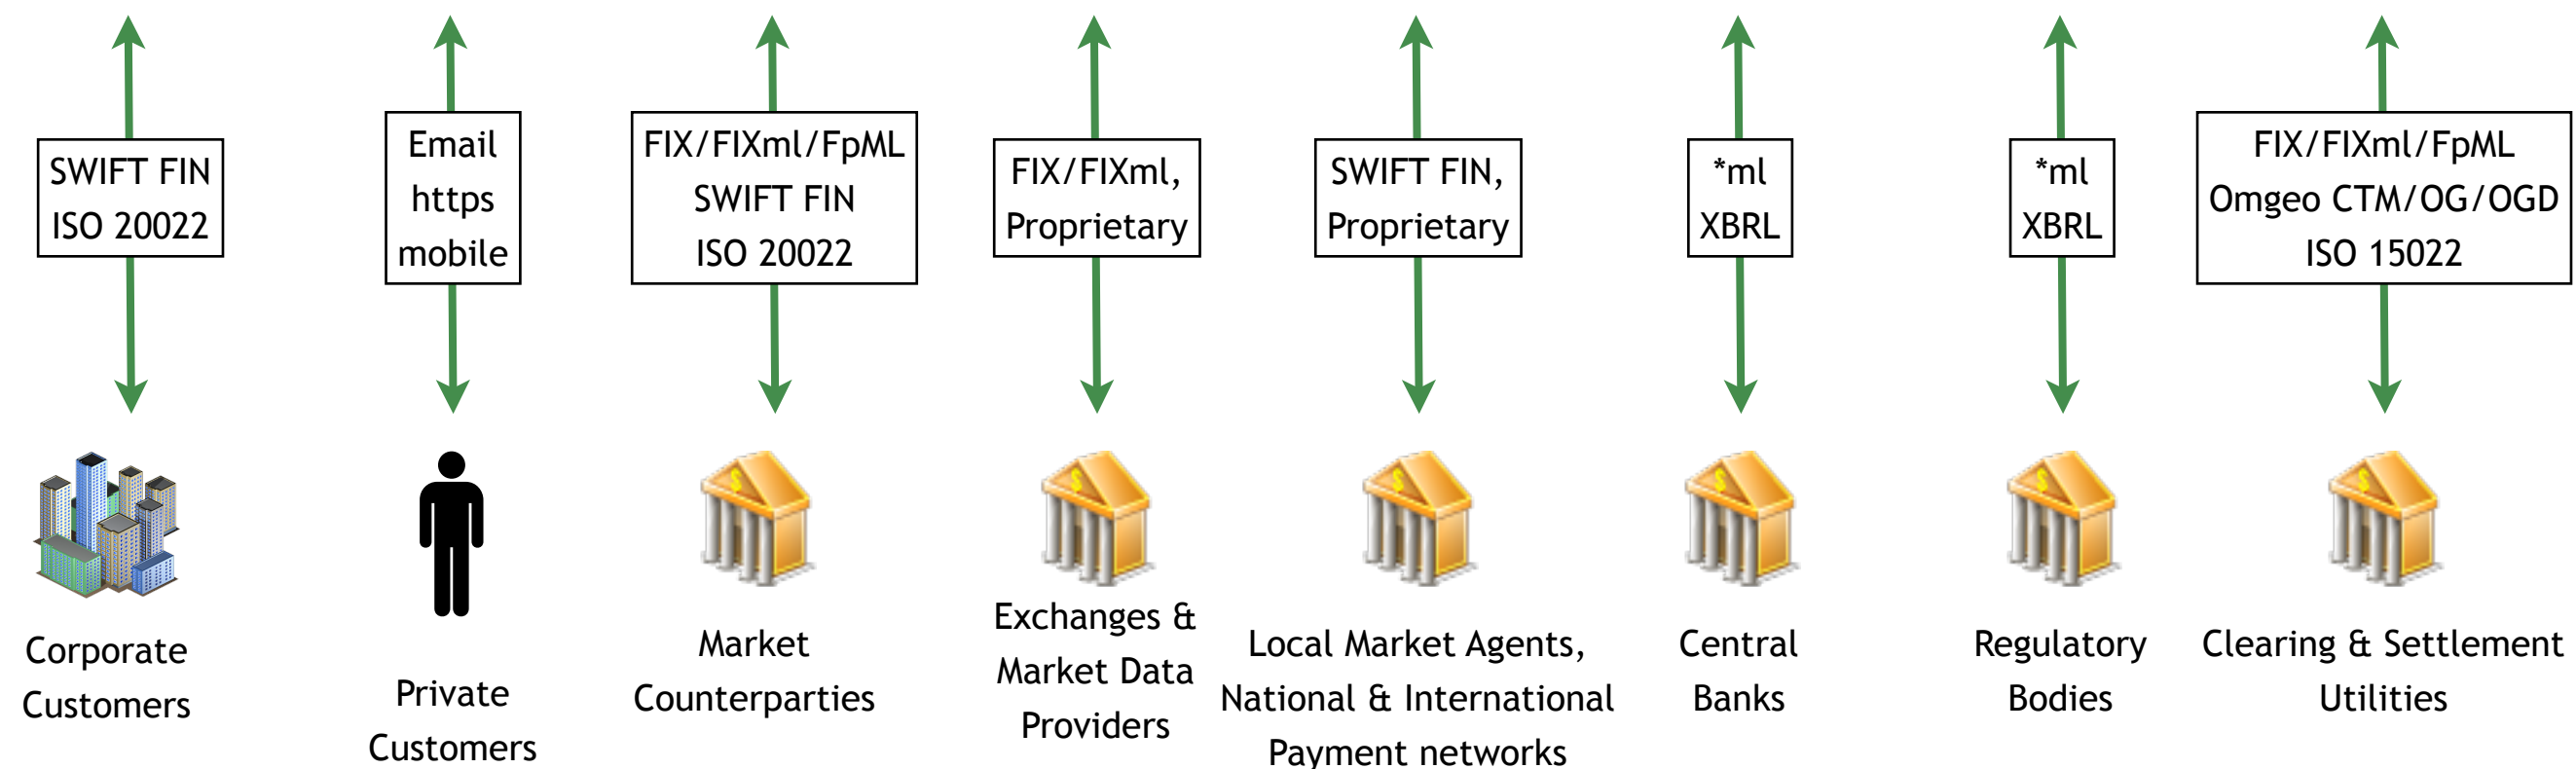 SWIFT FIN
ISO 20022
Email
https
mobile
FIX/FIXml/FpML
SWIFT FIN
ISO 20022
FIX/FIXml,
Proprietary
SWIFT FIN,
Proprietary
*ml
XBRL
*ml
XBRL
FIX/FIXml/FpML
Omgeo CTM/OG/OGD
ISO 15022
Corporate
Customers
Private
Customers
Market
Counterparties
Exchanges &
Market Data
Providers
Local Market Agents,
National & International
Payment networks
Central
Banks
Regulatory
Bodies
Clearing & Settlement
Utilities